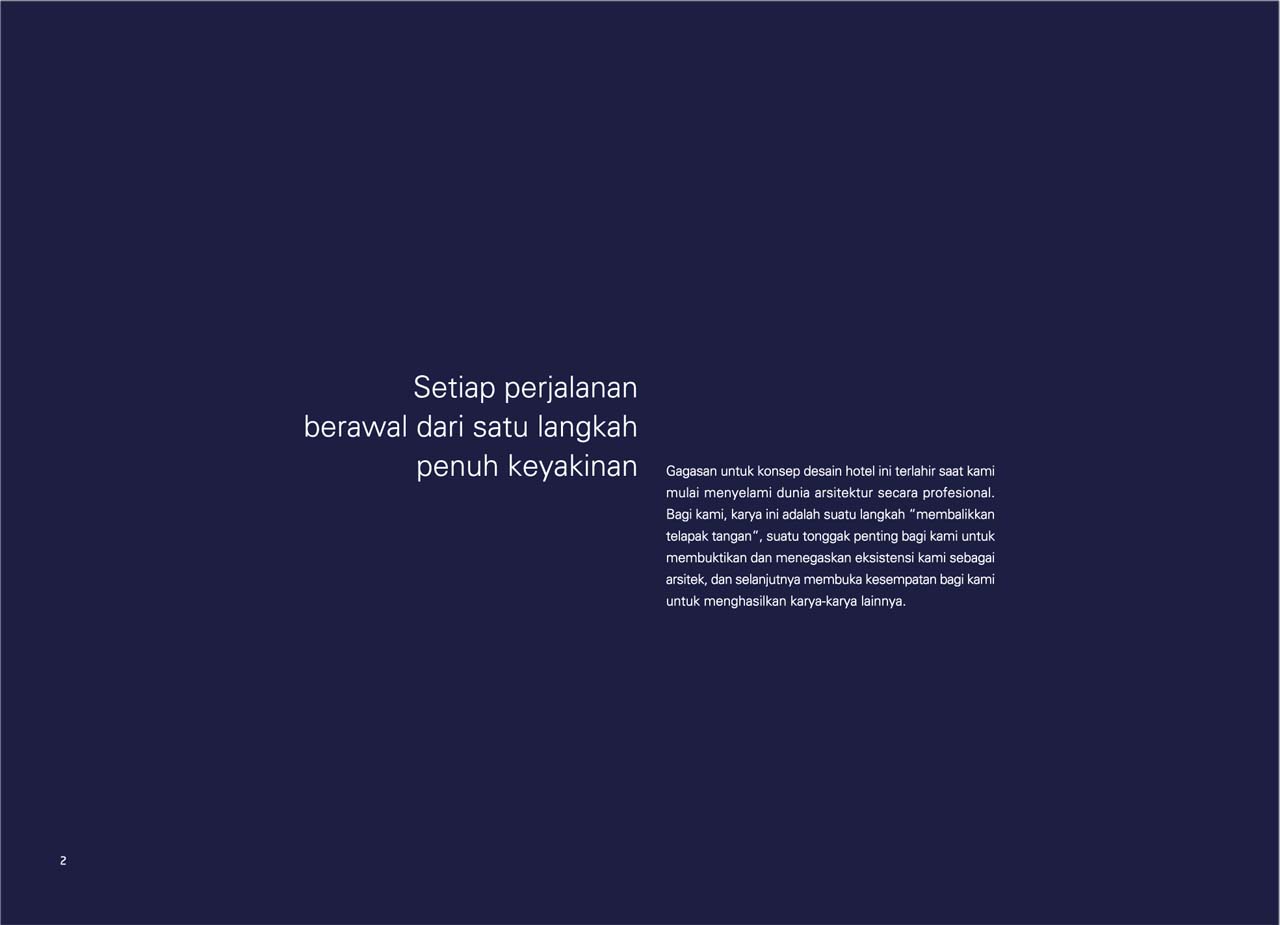 Setiap perjalanan
berawal dari satu langkah
penuh keyakinan
Gagasan untuk konsep desain hotel ini terlahir saat kami
mulai menyelami dunia arsitektur secara profesional.
Bagi kami, karya ini adalah suatu langkah “membalikkan
telapak tangan”, suatu tonggak penting bagi kami untuk
membuktikan dan menegaskan eksistensi kami sebagai
arsitek, dan selanjutnya membuka kesempatan bagi kami
untuk menghasilkan karya-karya lainnya.
2